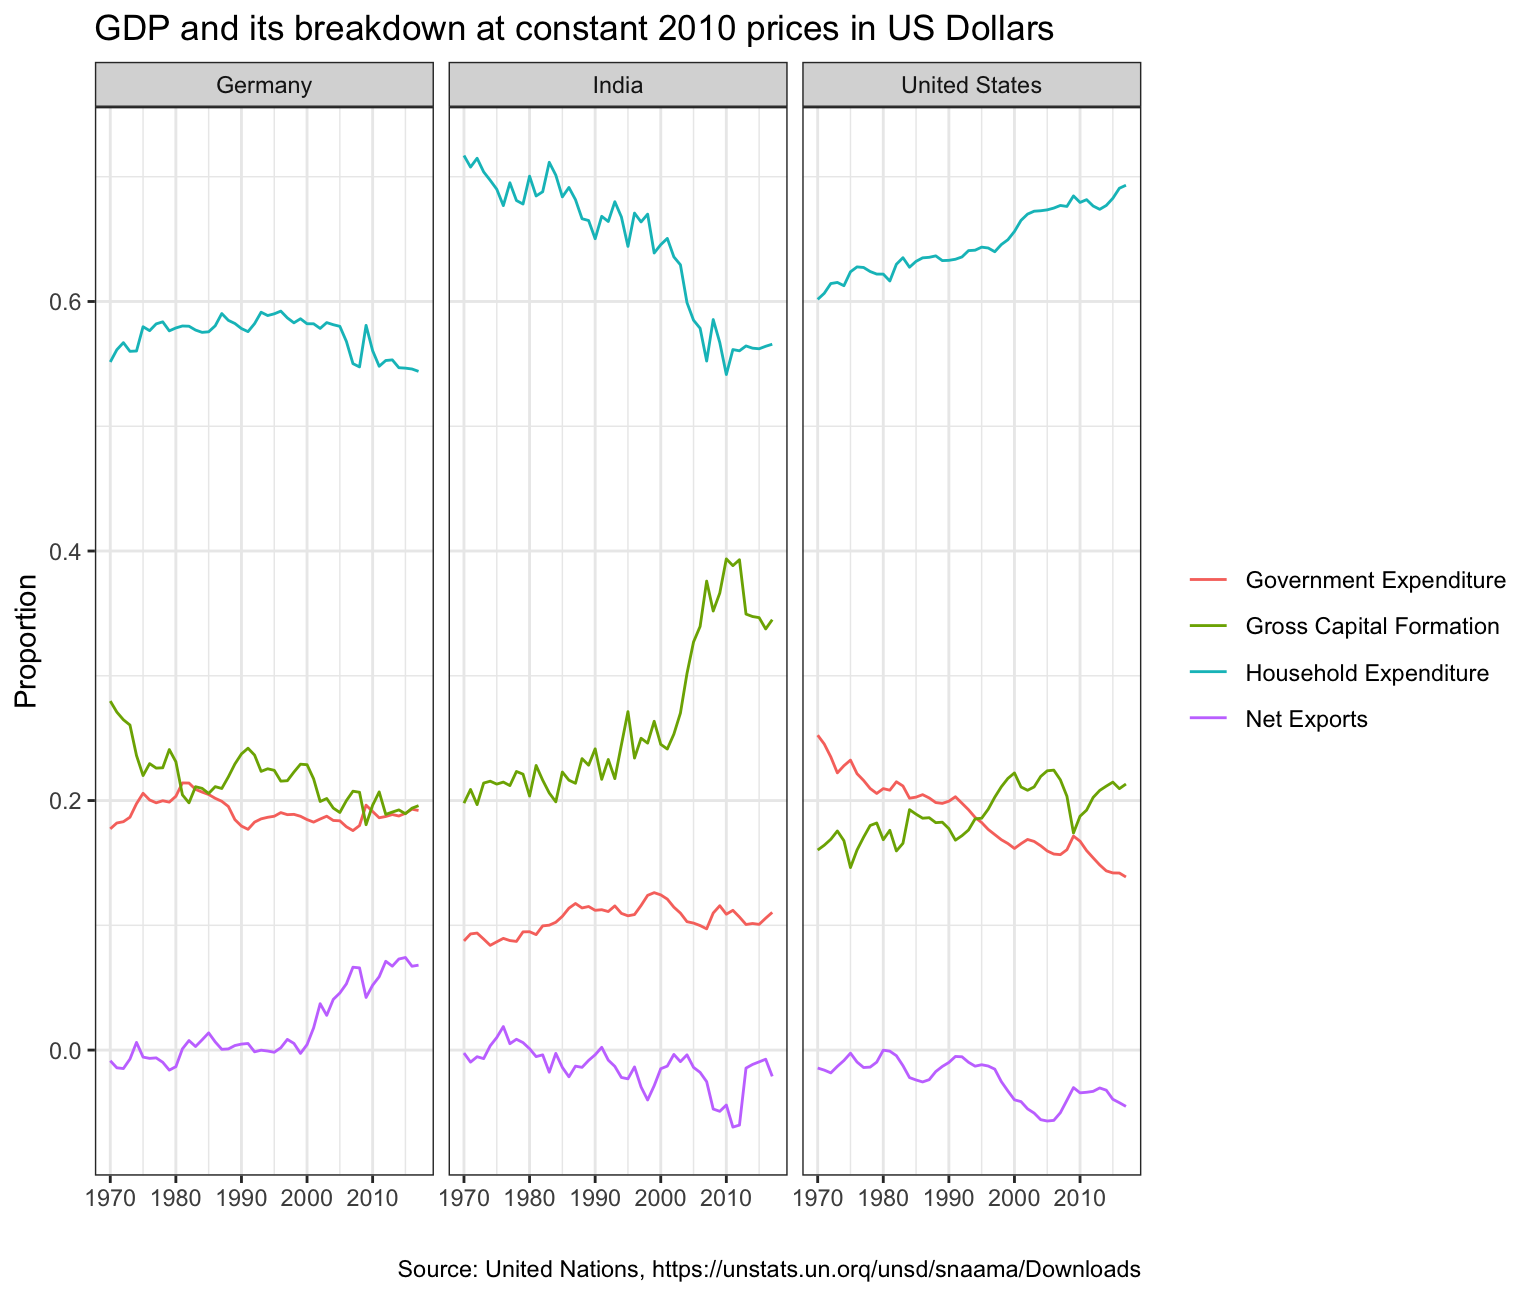 GDP and its breakdown at constant 2010 prices in US Dollars
Germany India United States
0.6
0.4
0.2
0.0
Proportion
Government Expenditure
Gross Capital Formation
Household Expenditure
Net Exports
1970 1980 1990 2000 2010 1970 1980 1990 2000 2010 1970 1980 1990 2000 2010
Source: United Nations, https://unstats.un.orq/unsd/snaama/Downloads